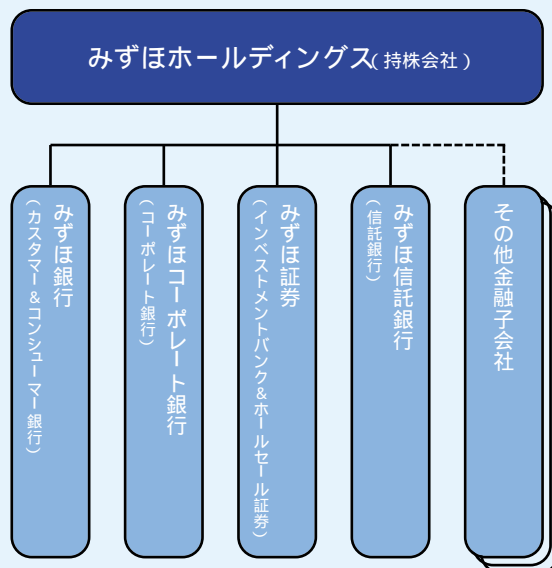 みずほホールディングス(持株会社)
みずほ銀行
(カスタマー&コンシューマー銀行)
みずほコーポレート銀行
(コーポレート銀行)
みずほ証券
(インベストメントバンク&ホールセール証券)
みずほ信託銀行
(信託銀行)
その他金融子会社